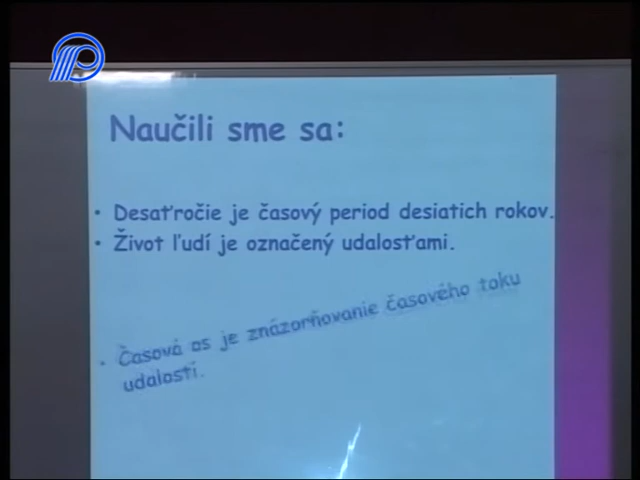 Naučili sme sa:
• Desaťročie je časový period desiatich rokov.
• Život ľudí je označený udalosťami.
• Časová os je znázorňovanie časového toku
udalostí.